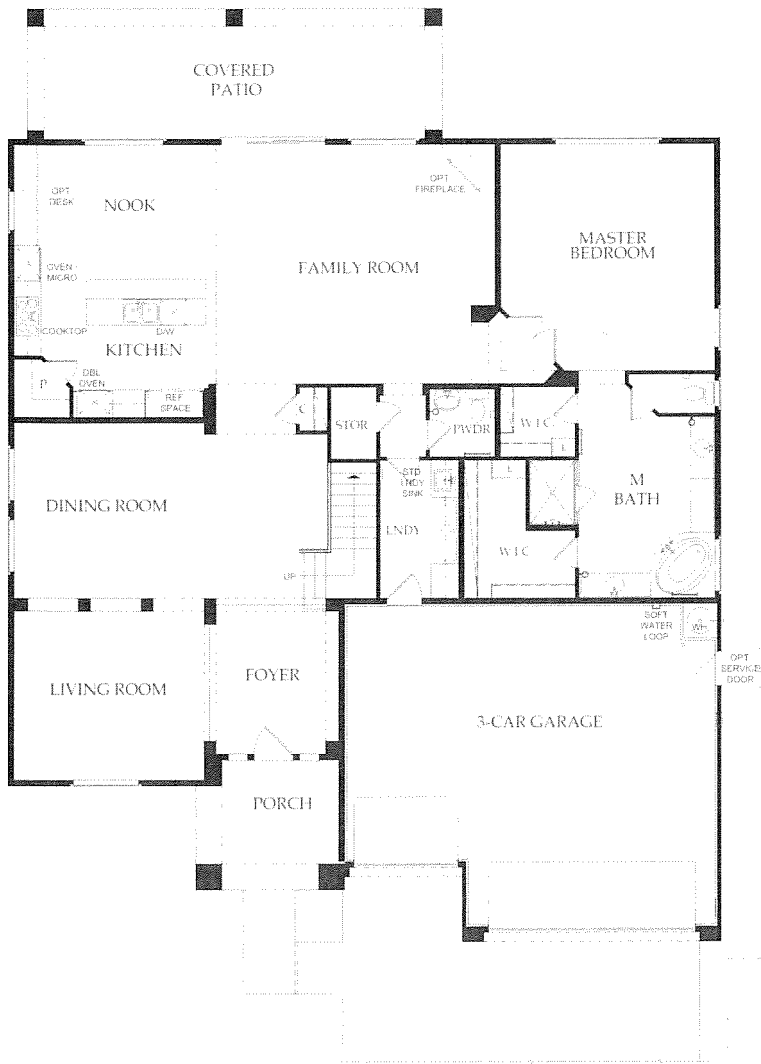 COVERED
PATIO
OPT
DESK
NOOK
OPT
FIREPLACE
MASTER
BEDROOM
OVEN
MICRO
FAMILY ROOM
COOKTOP
D/W
KITCHEN
P
DBL
OVEN
REF
SPACE
C
STOR
PWDR
W.I.C
L
STD
LNDY
SINK
L
M
BATH
DINING ROOM
LNDY
W.I.C
UP
SOFT
WATER
LOOP
WH
OPT
SERVICE
DOOR
LIVING ROOM
FOYER
3-CAR GARAGE
PORCH